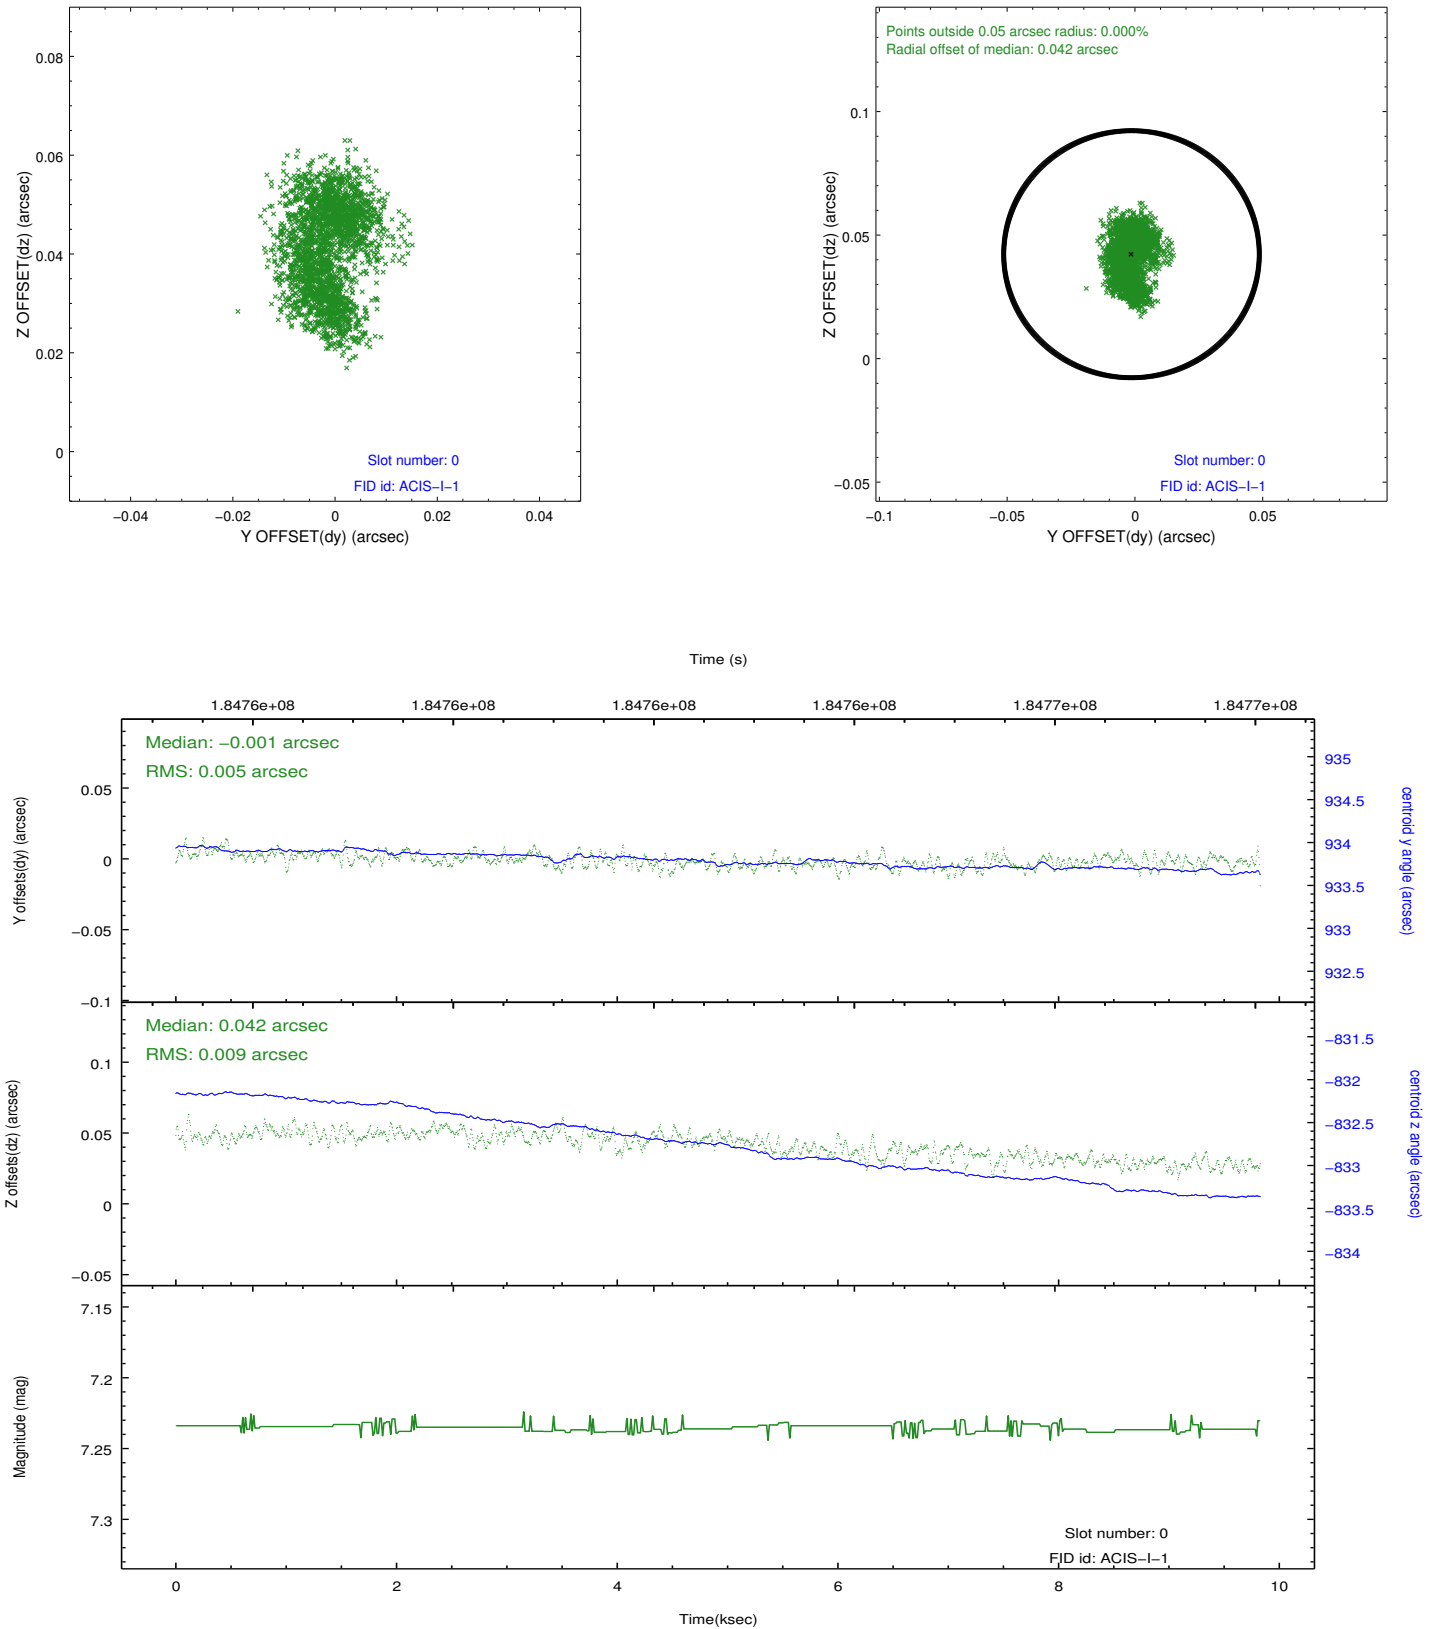 0.08
0.06
0.04
0.02
0
Z OFFSET(dz) (arcsec)
Slot number: 0
FID id: ACIS−I−1
−0.04
−0.02
0
0.02
0.04
Y OFFSET(dy) (arcsec)
Points outside 0.05 arcsec radius: 0.000%
Radial offset of median: 0.042 arcsec
0.1
0.05
0
−0.05
Z OFFSET(dz) (arcsec)
Slot number: 0
FID id: ACIS−I−1
−0.1
−0.05
0
0.05
Y OFFSET(dy) (arcsec)
Time (s)
1.8476e+08
1.8476e+08
1.8476e+08
1.8476e+08
1.8477e+08
1.8477e+08
Median: −0.001 arcsec
RMS: 0.005 arcsec
0.05
0
−0.05
−0.1
Y offsets(dy) (arcsec)
935
934.5
934
933.5
933
932.5
centroid y angle (arcsec)
Median: 0.042 arcsec
RMS: 0.009 arcsec
0.1
0.05
0
−0.05
Z offsets(dz) (arcsec)
−831.5
−832
−832.5
−833
−833.5
−834
centroid z angle (arcsec)
7.15
7.2
7.25
7.3
Magnitude (mag)
Slot number: 0
FID id: ACIS−I−1
0
2
4
6
8
10
Time(ksec)